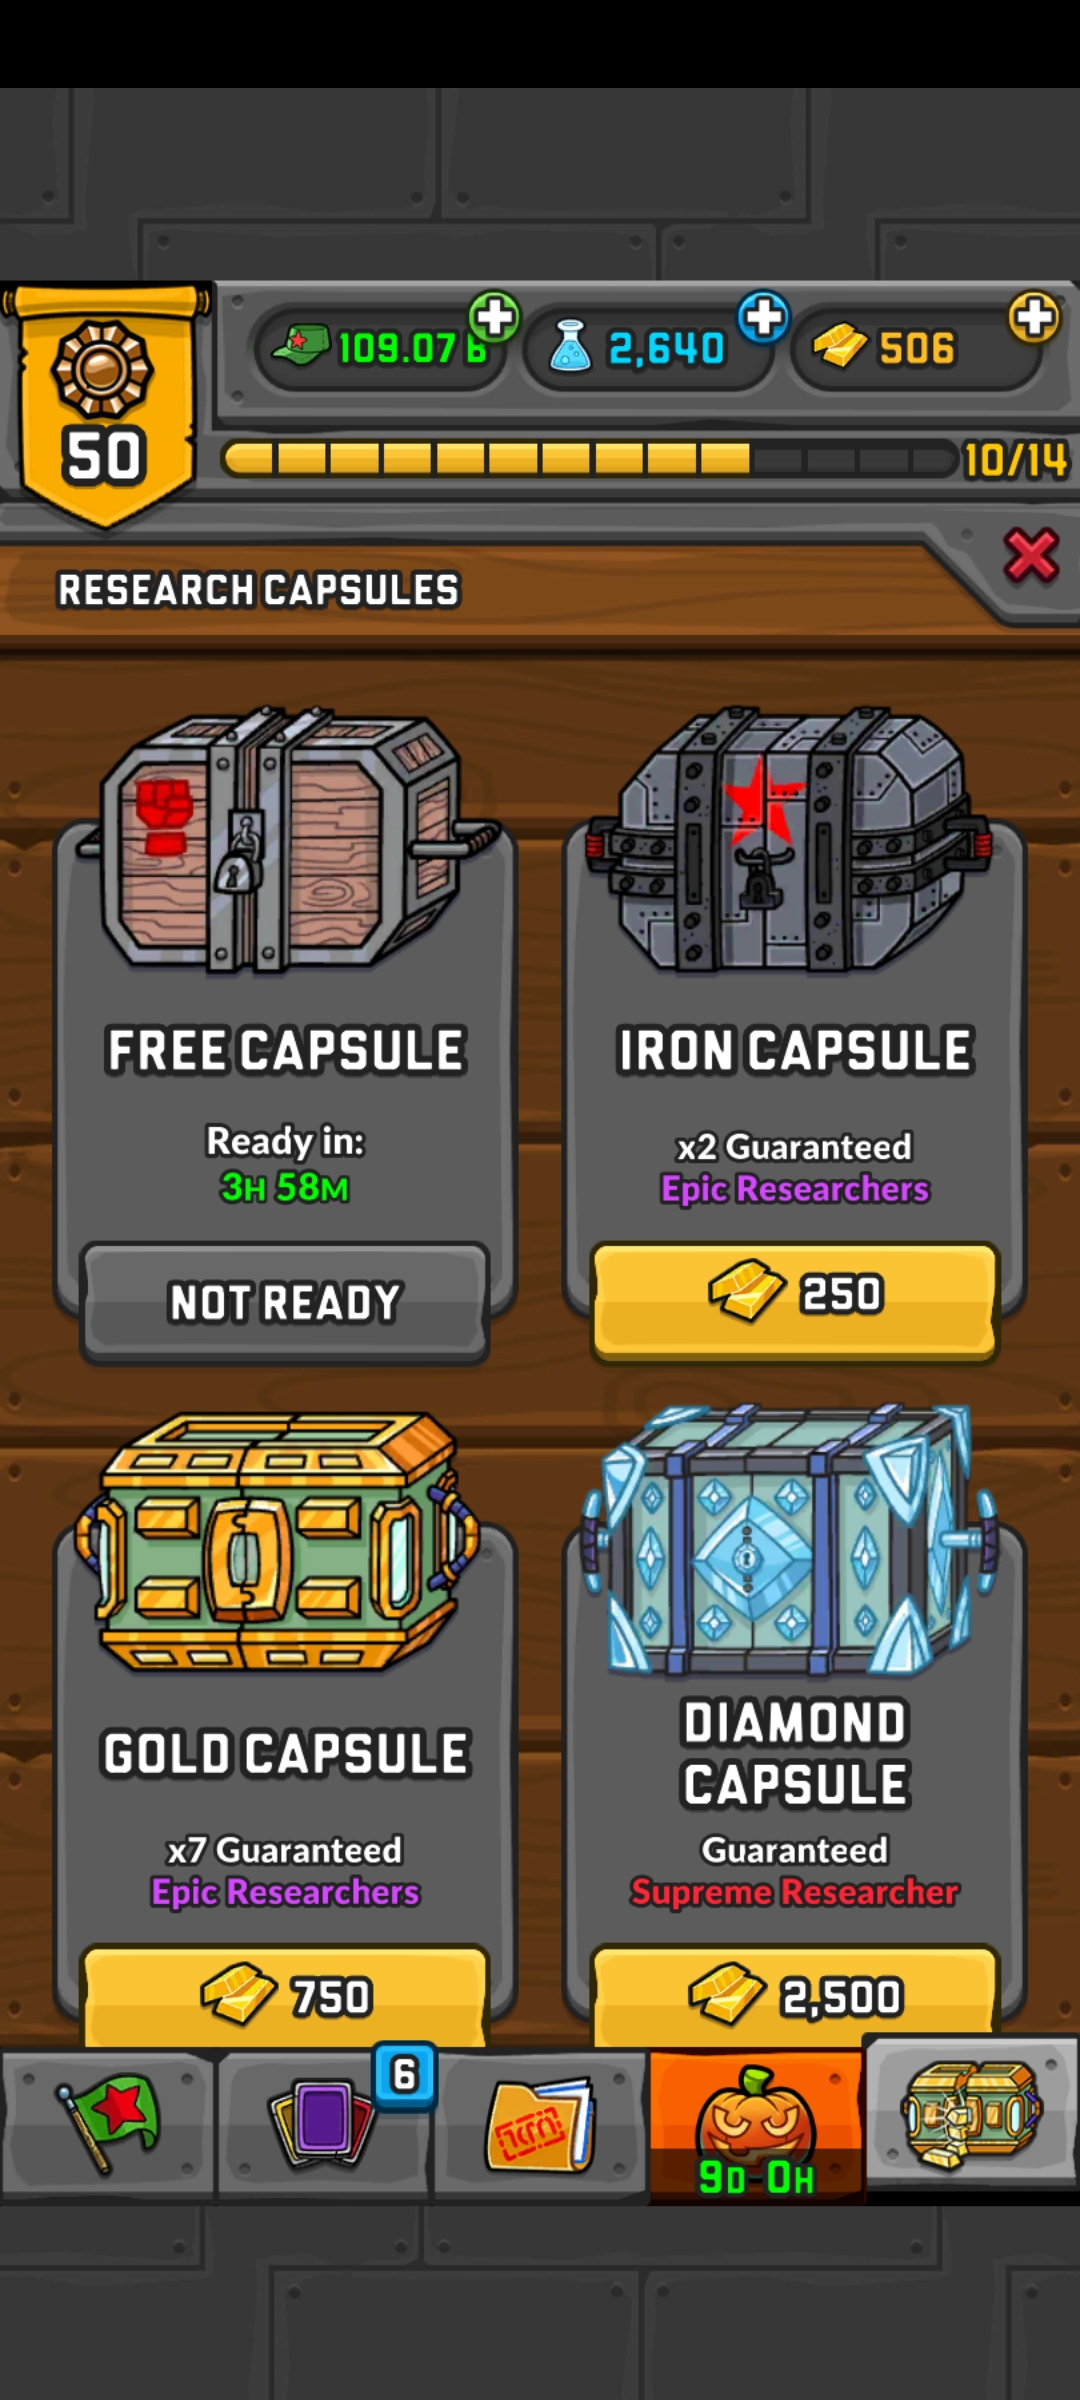 109.07 B
2,640
506
50
10/14
RESEARCH CAPSULES
FREE CAPSULE
Ready in:
3H 58M
NOT READY
IRON CAPSULE
x2 Guaranteed
Epic Researchers
250
GOLD CAPSULE
x7 Guaranteed
Epic Researchers
750
DIAMOND
CAPSULE
Guaranteed
Supreme Researcher
2,500
6
9D 0H